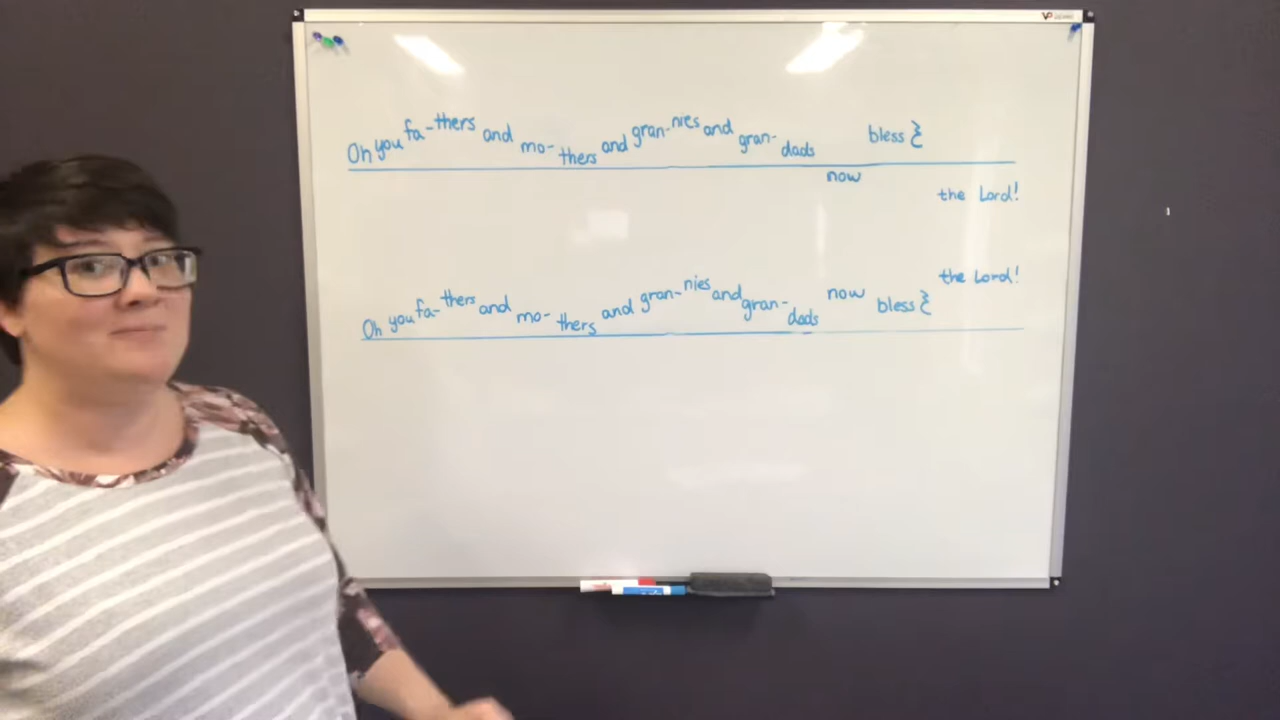 Oh you fa-thers and mo-thers and gran-nies and gran-dads now bless
the Lord!
Oh you fa-thers and mo-thers and gran-nies and gran-dads now bless the Lord!